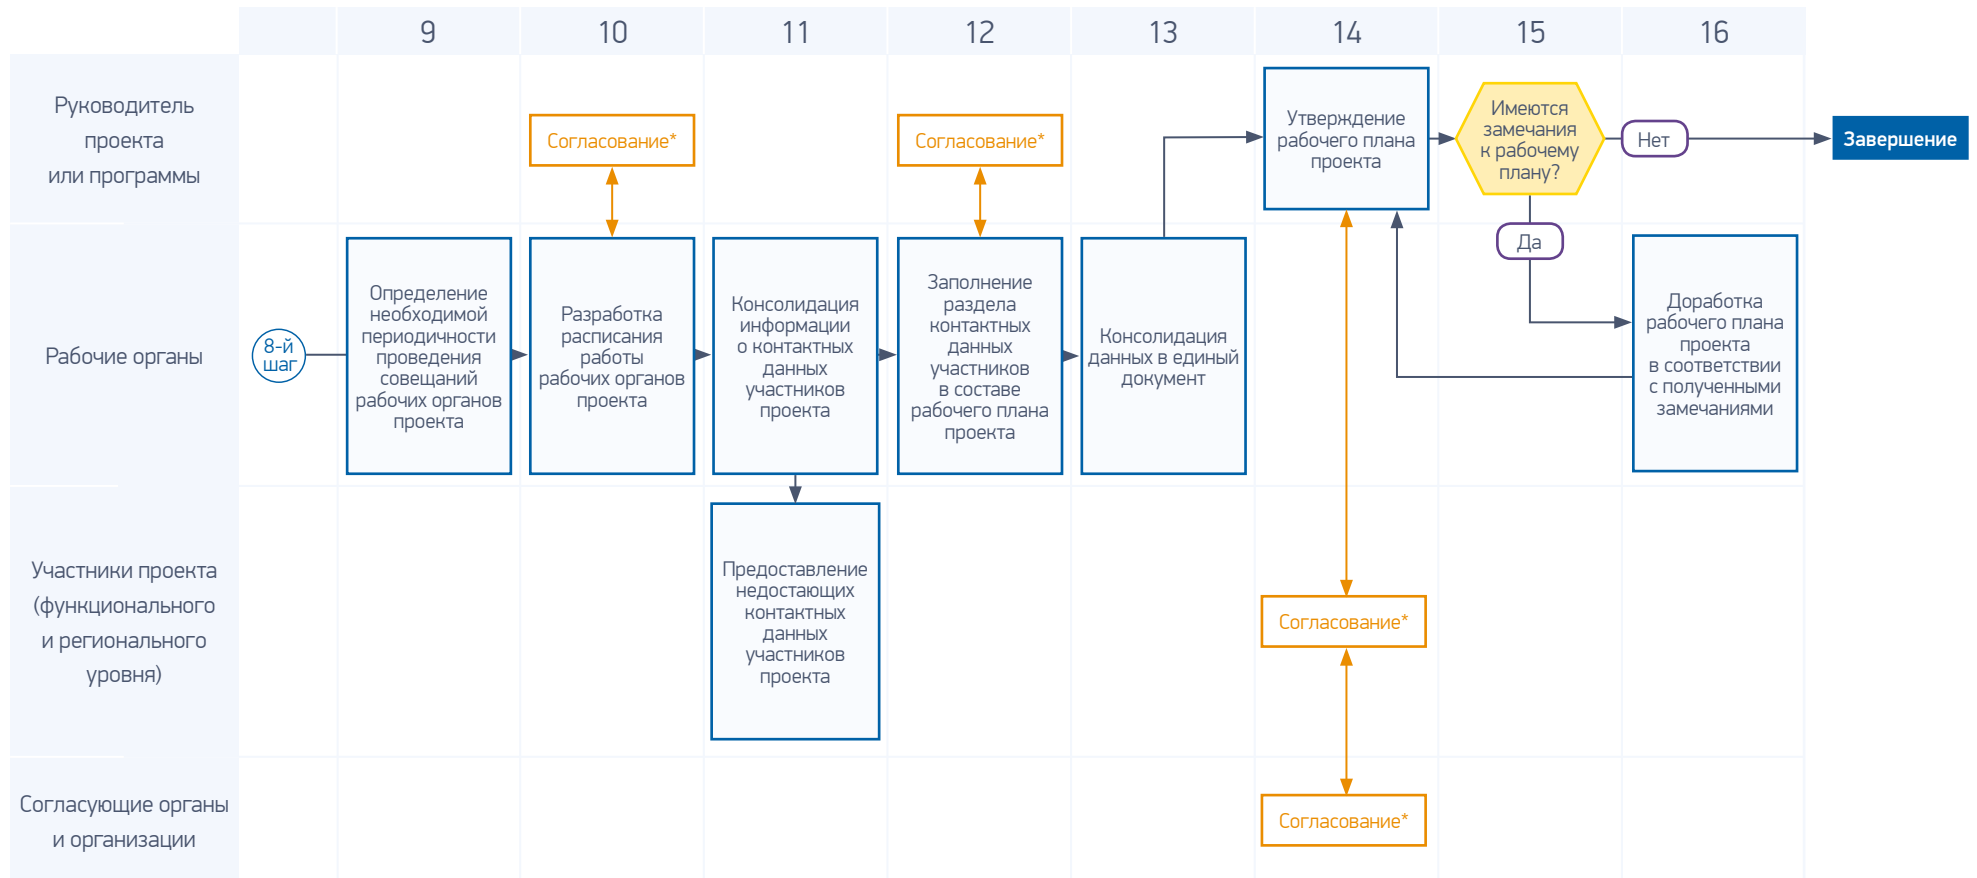 9
10
11
12
13
14
15
16
Руководитель
проекта
или программы
Согласование*
Согласование*
Утверждение
рабочего плана
проекта
Имеются
замечания
к рабочему
плану?
Нет
Завершение
Да
Рабочие органы
8-й
шаг
Определение
необходимой
периодичности
проведения
совещаний
рабочих органов
проекта
Разработка
расписания
работы
рабочих органов
проекта
Консолидация
информации
о контактных
данных
участников
проекта
Заполнение
раздела
контактных
данных
участников
в составе
рабочего плана
проекта
Консолидация
данных в единый
документ
Доработка
рабочего плана
проекта
в соответствии
с полученными
замечаниями
Участники проекта
(функционального
и регионального
уровня)
Предоставление
недостающих
контактных
данных
участников
проекта
Согласование*
Согласующие органы
и организации
Согласование*